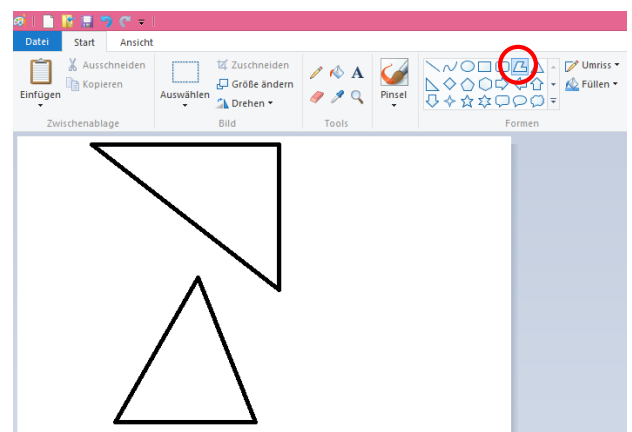 Datei Start Ansicht
Einfügen
Ausschneiden
Kopieren
Zwischenablage
Auswählen
Zuschneiden
Größe ändern
Drehen
Bild
A
Tools
Pinsel
Formen
Umriss
Füllen